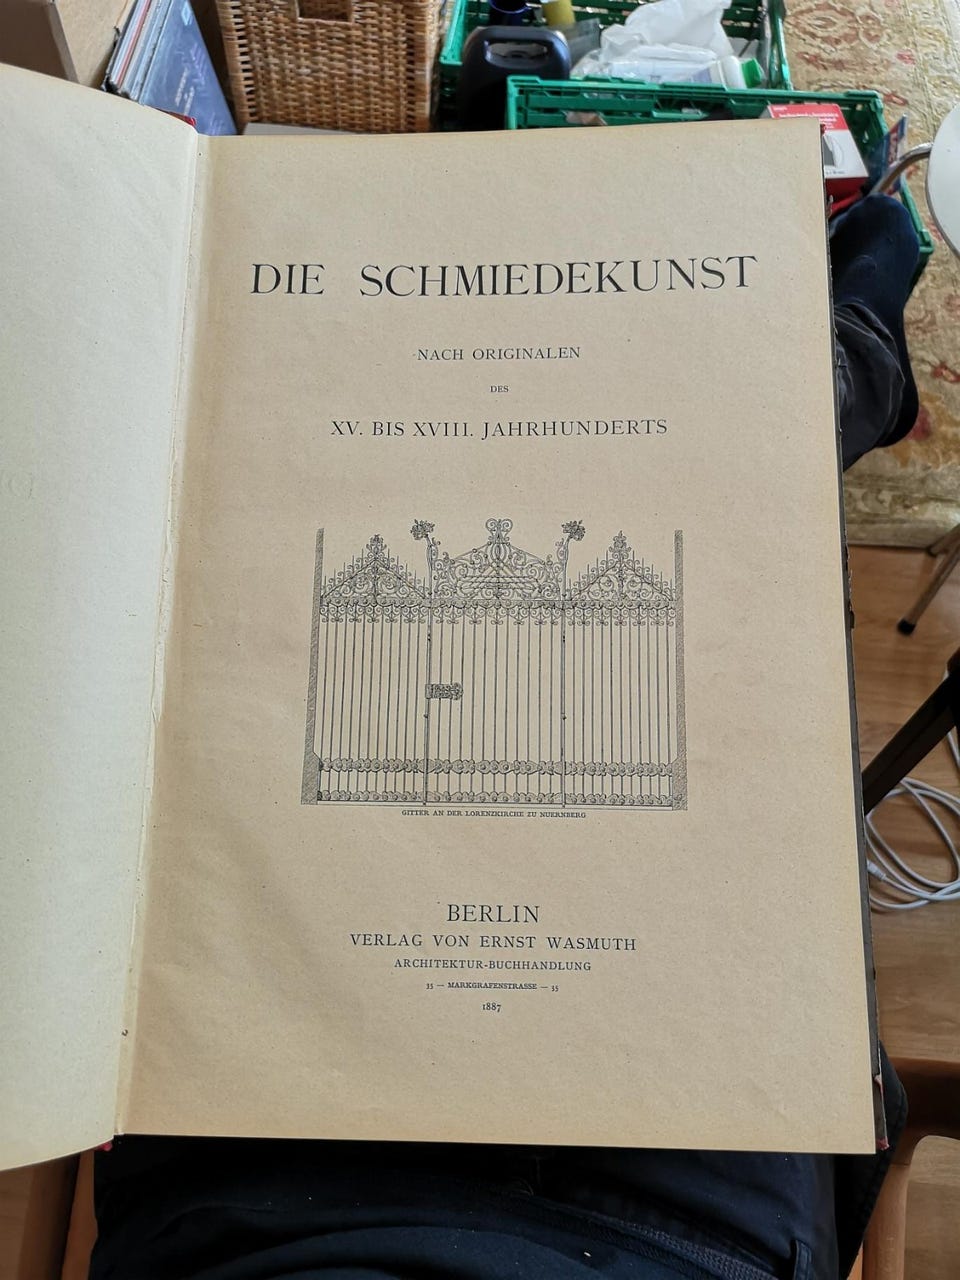 DIE SCHMIEDEKUNST
NACH ORIGINALEN
DES
XV. BIS XVIII. JAHRHUNDERTS
GITTER AN DER LORENZKIRCHE ZU NUERNBERG
BERLIN
VERLAG VON ERNST WASMUTH
ARCHITEKTUR-BUCHHANDLUNG
35 — MARKGRAFENSTRASSE — 35
1887